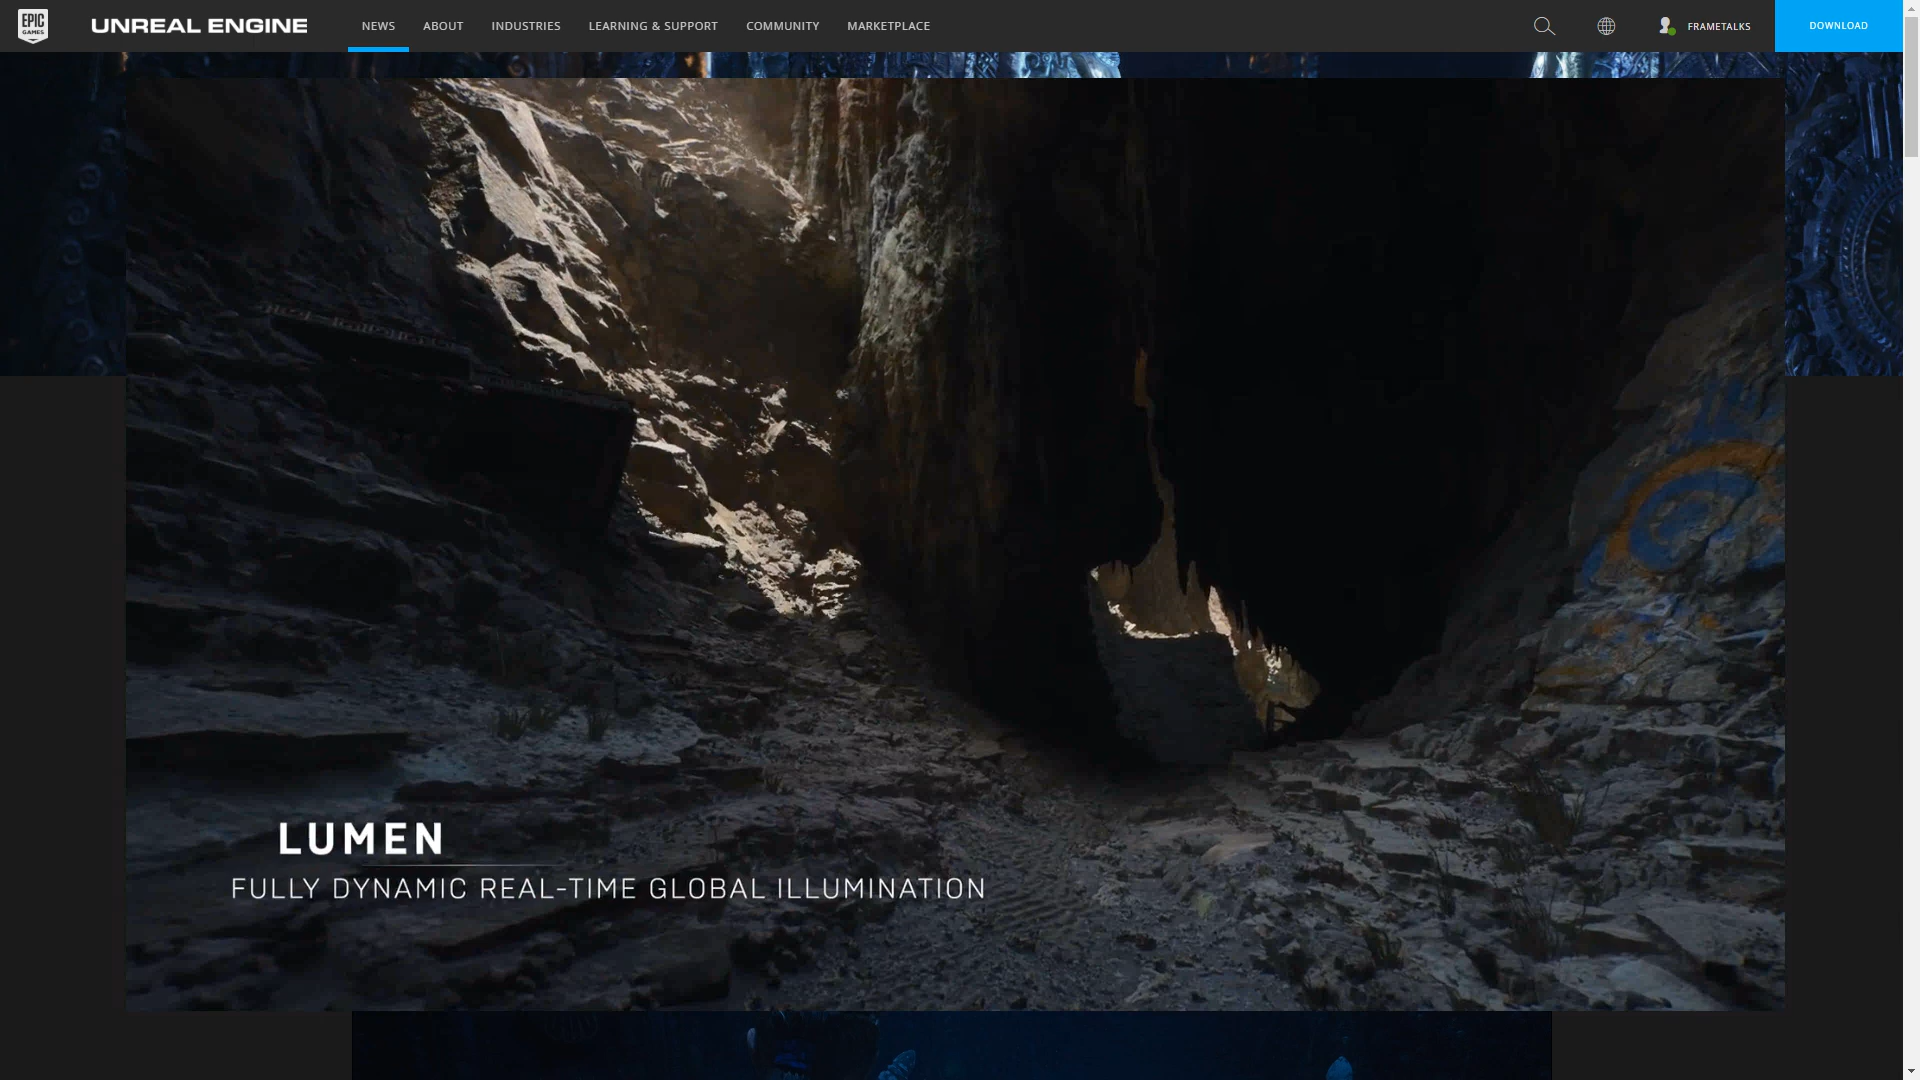 EPIC
GAMES
UNREAL ENGINE
NEWS
ABOUT
INDUSTRIES
LEARNING & SUPPORT
COMMUNITY
MARKETPLACE
FRAMETALKS
DOWNLOAD
LUMEN
FULLY DYNAMIC REAL-TIME GLOBAL ILLUMINATION